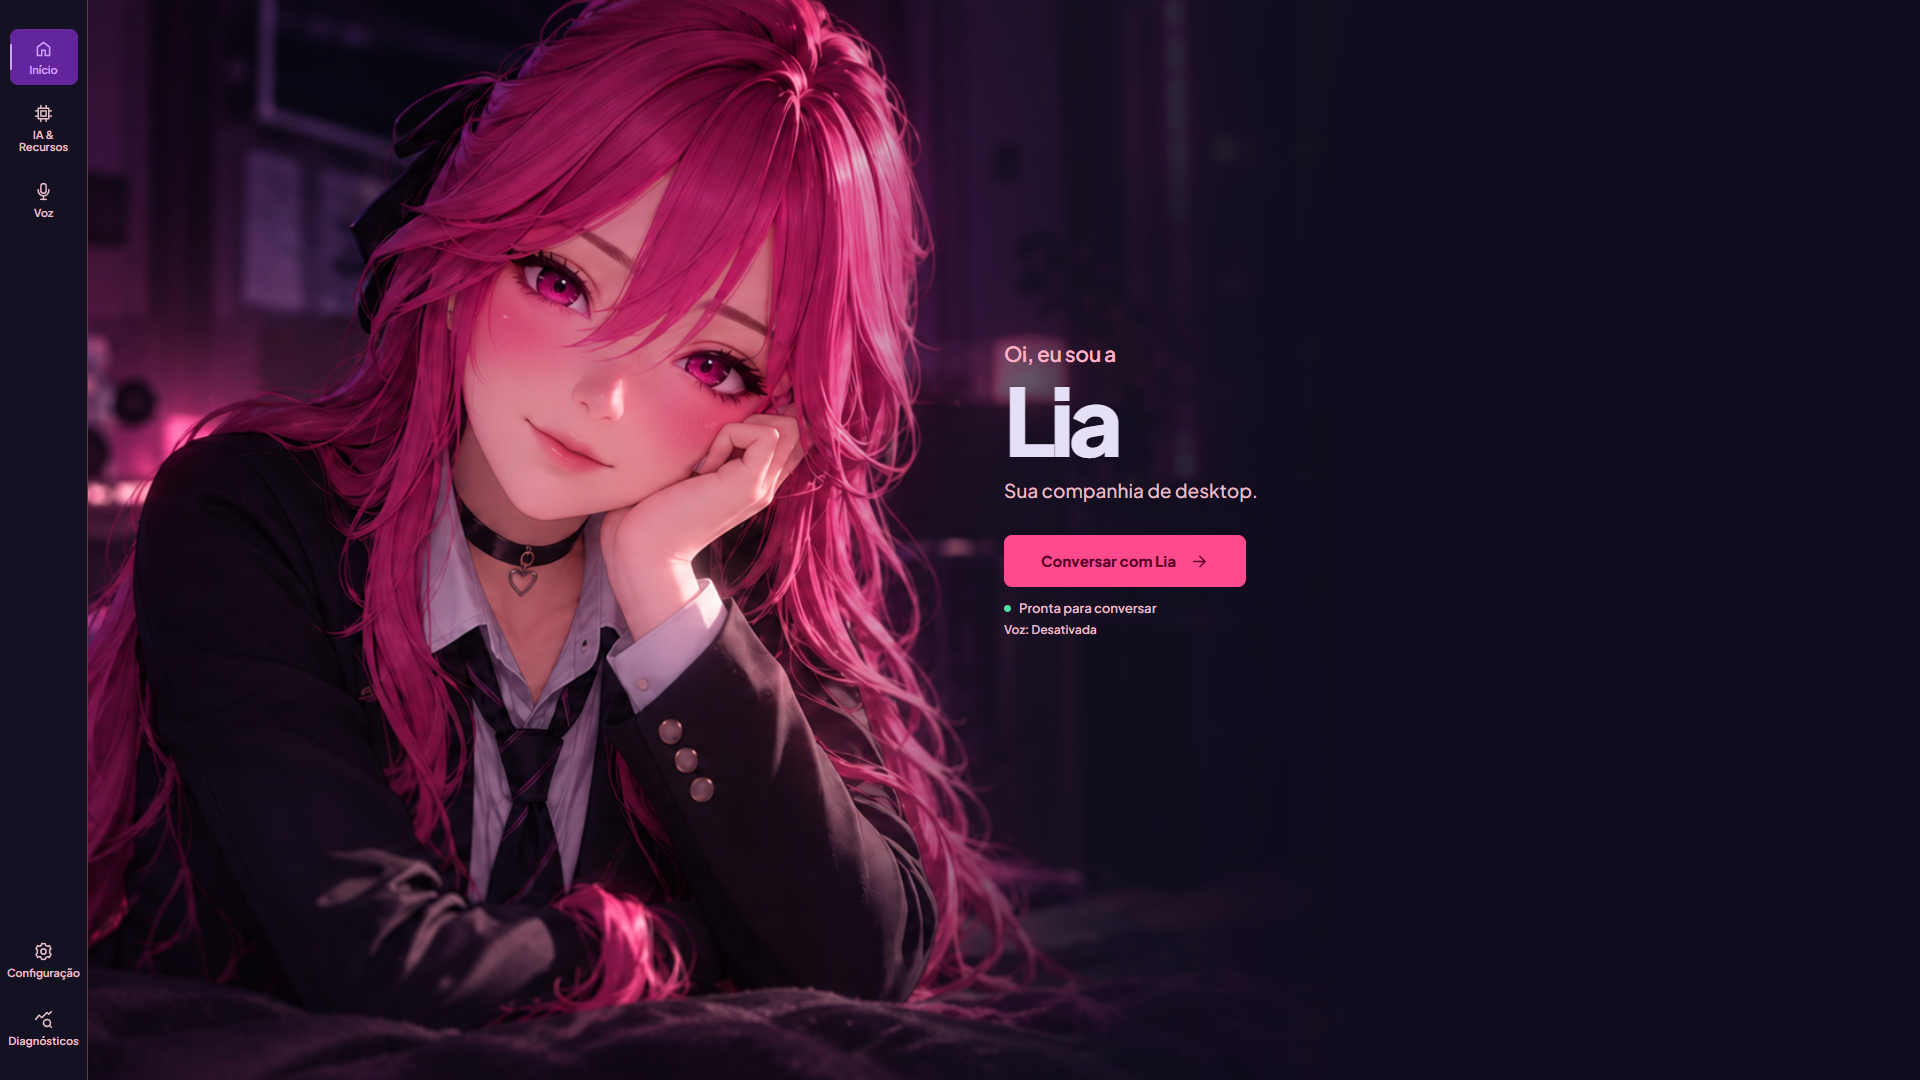 Início
IA &
Recursos
Voz
Configuração
Diagnósticos
Oi, eu sou a
Lia
Sua companhia de desktop.
Conversar com Lia
Pronta para conversar
Voz: Desativada